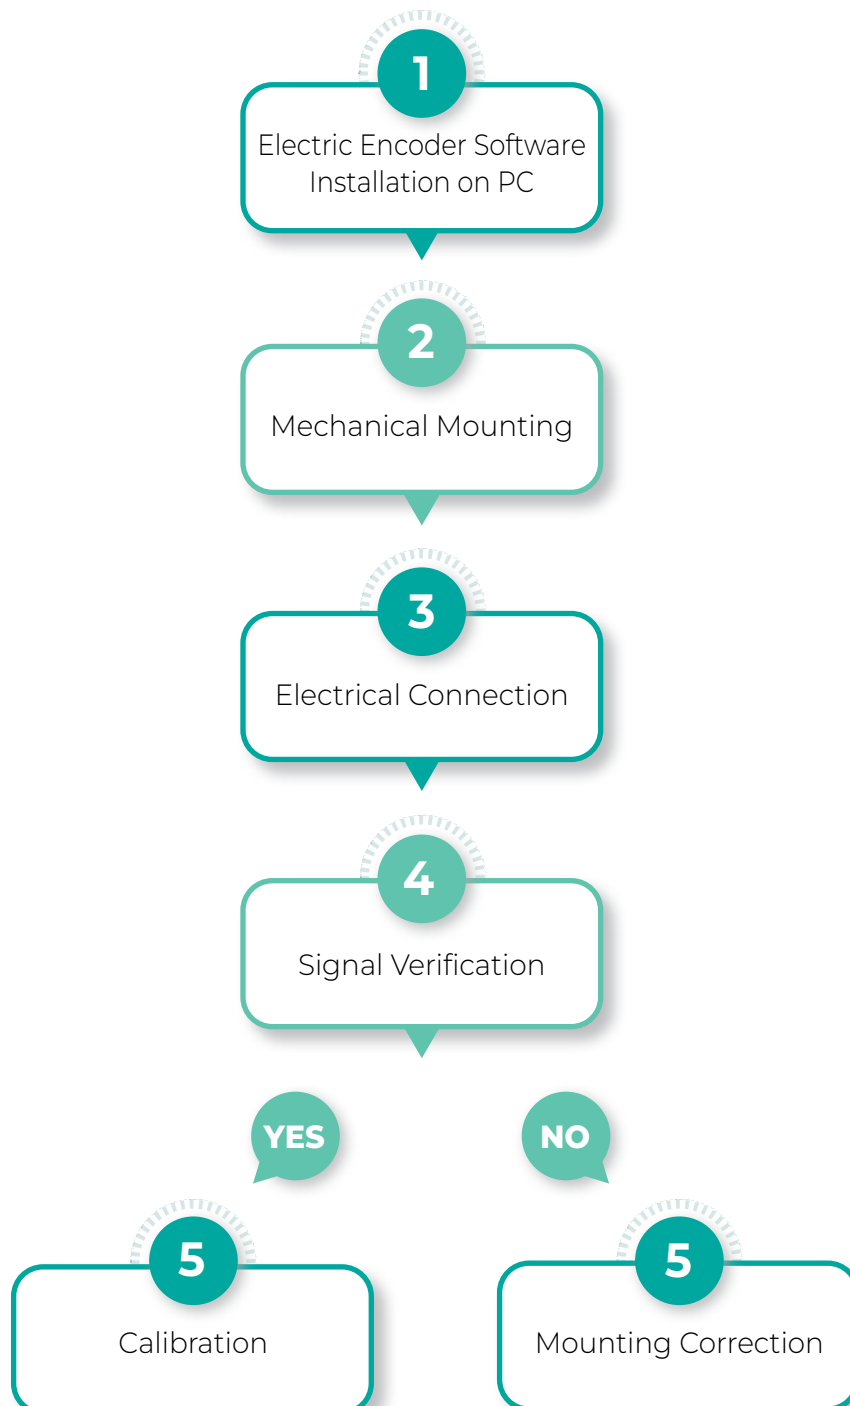 1
Electric Encoder Software
Installation on PC
2
Mechanical Mounting
3
Electrical Connection
4
Signal Verification
YES
NO
5
Calibration
5
Mounting Correction